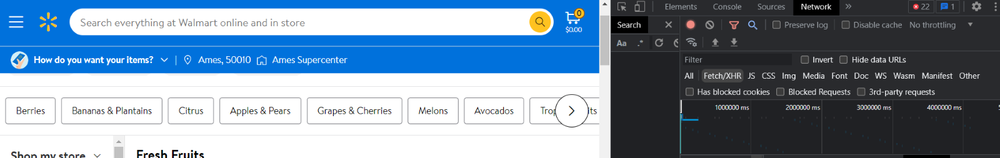 Search everything at Walmart online and in store
0
$0.00
How do you want your items? | Ames, 50010 Ames Supercenter
Berries Bananas & Plantains Citrus Apples & Pears Grapes & Cherries Melons Avocados
Shop my store
Fresh Fruits
Elements Console Sources Network » 22 1
Search Preserve log Disable cache No throttling
Aa .*
Filter Invert Hide data URLs
All Fetch/XHR JS CSS Img Media Font Doc WS Wasm Manifest Other
Has blocked cookies Blocked Requests 3rd-party requests
1000000 ms 2000000 ms 3000000 ms 4000000 ms